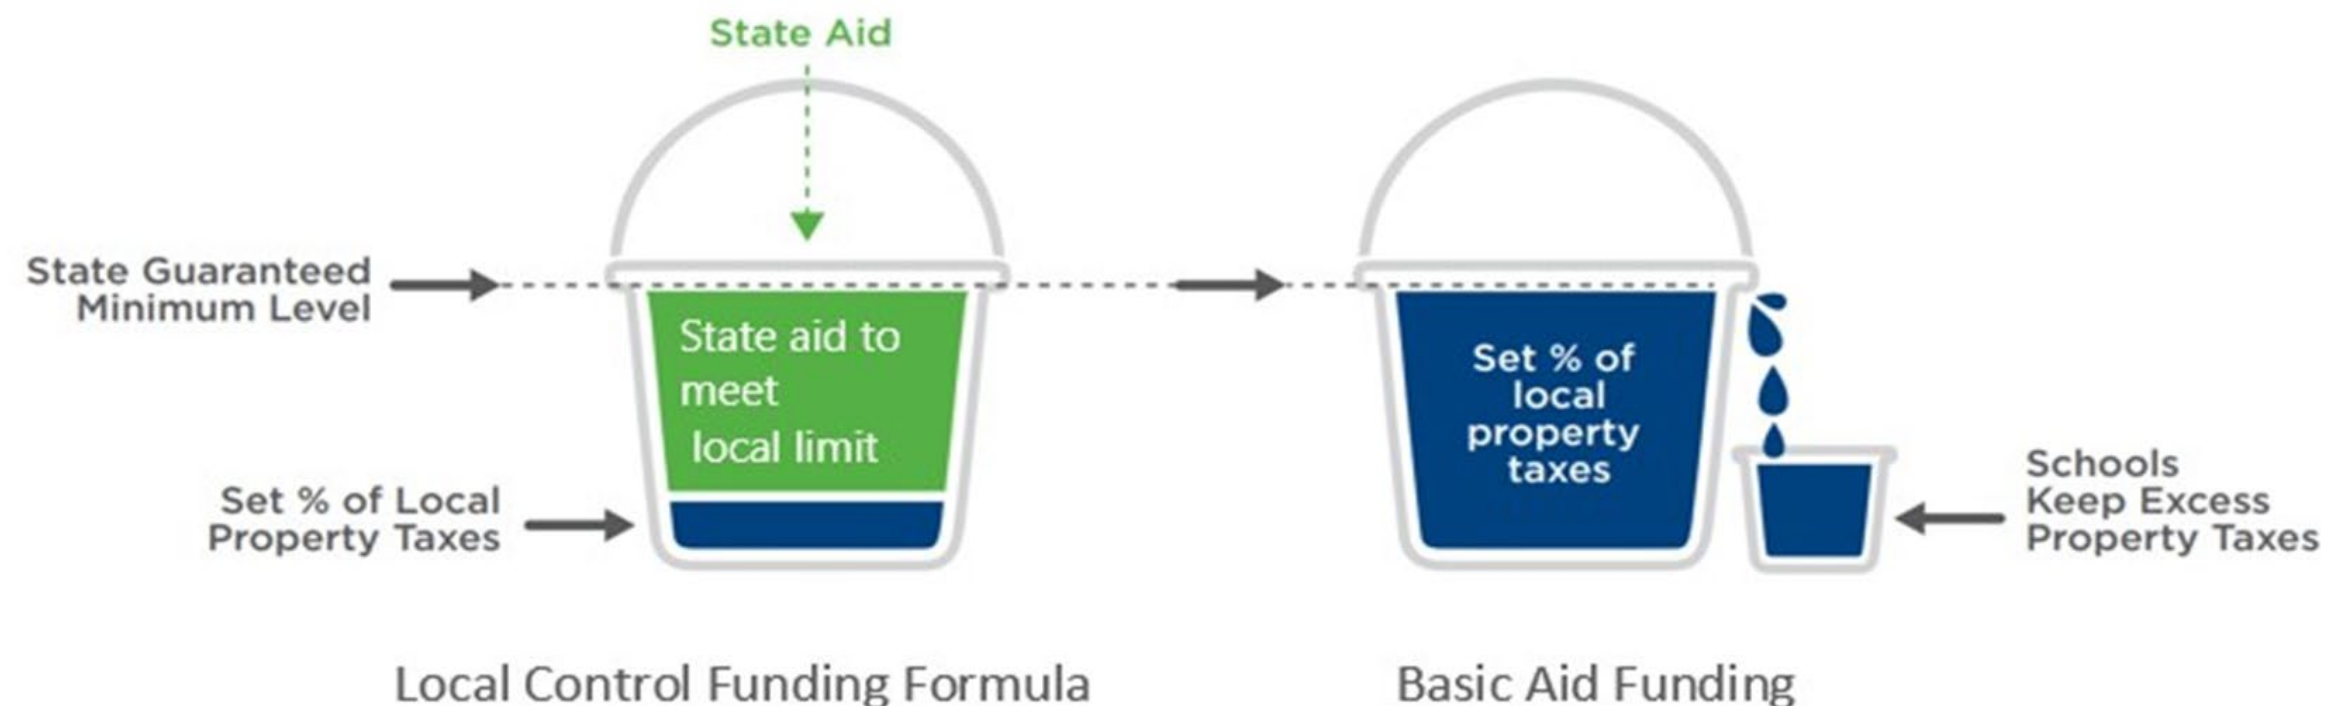 State Aid
State Guaranteed
Minimum Level
State aid to
meet
local limit
Set % of Local
Property Taxes
Set % of
local
property
taxes
Schools
Keep Excess
Property Taxes
Local Control Funding Formula
Basic Aid Funding